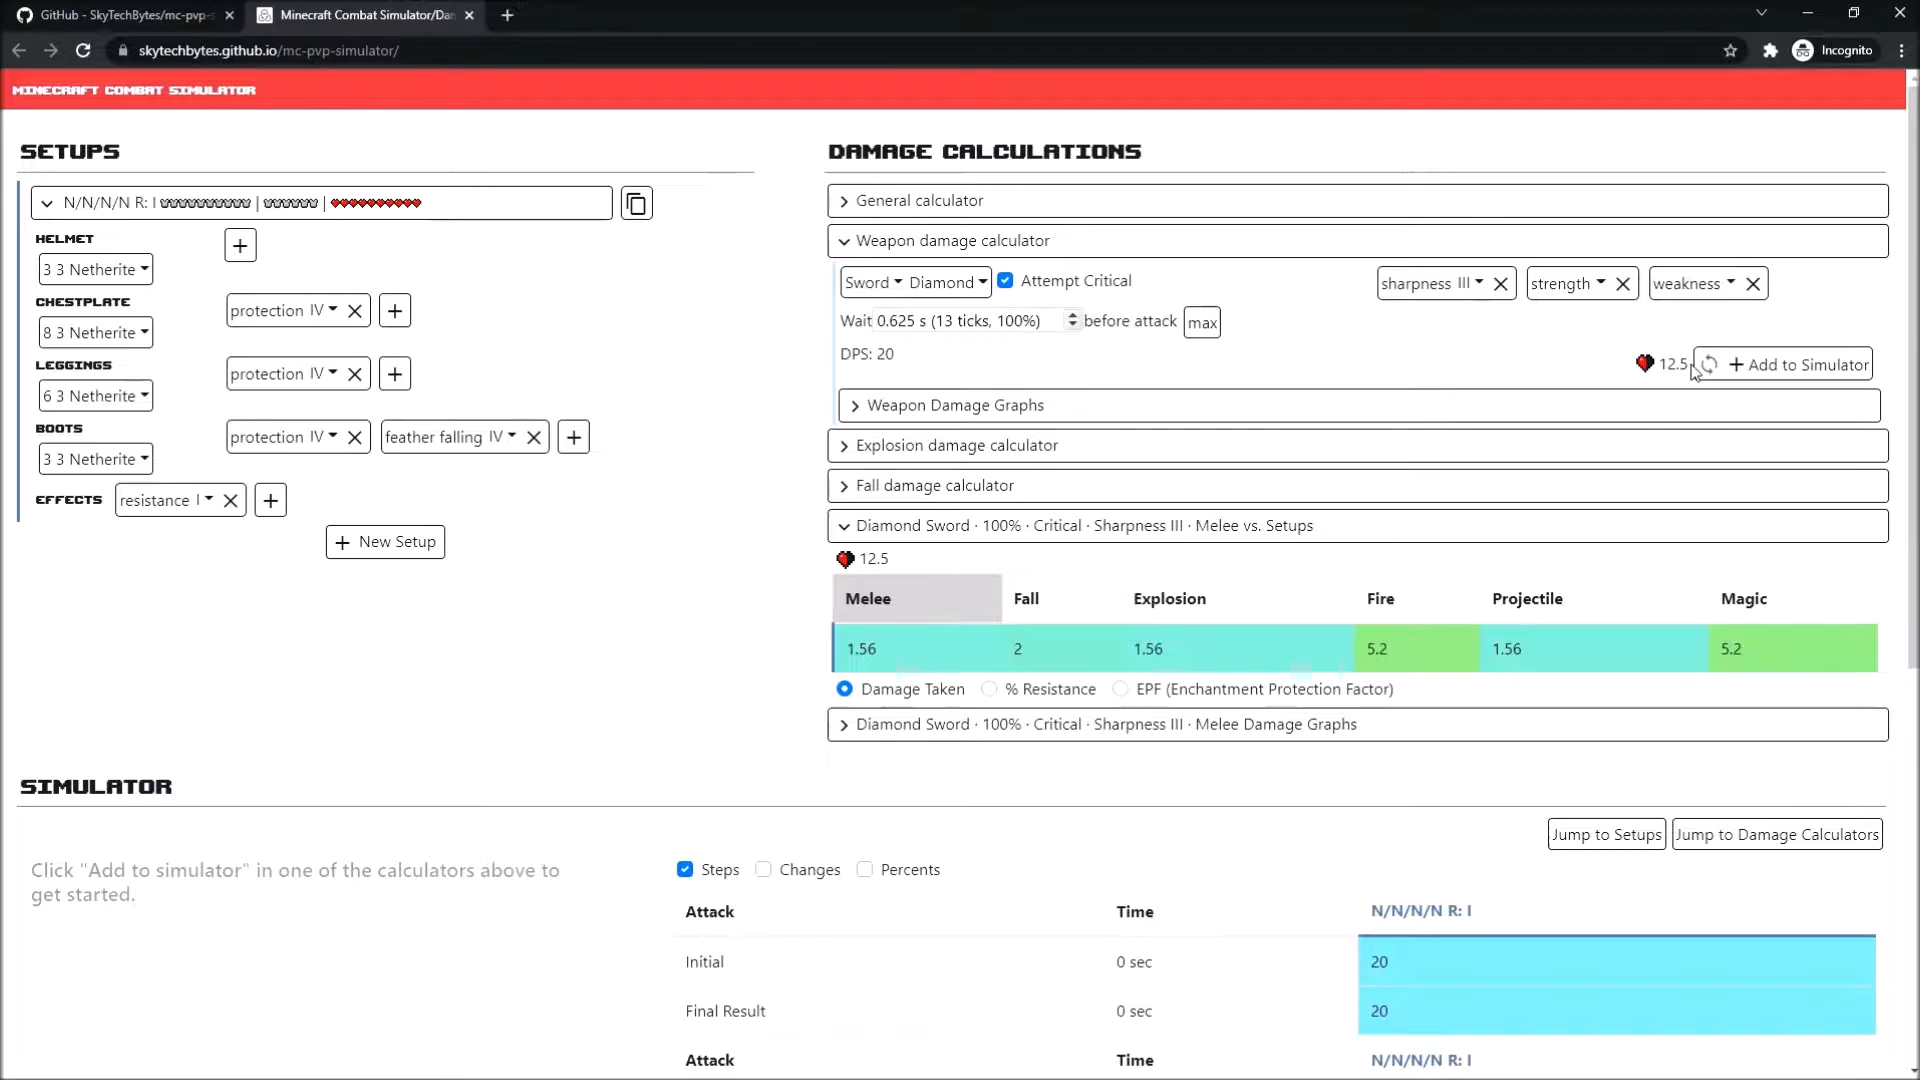 GitHub - SkyTechBytes/mc-pvp-s
Minecraft Combat Simulator/Dan
skytechbytes.github.io/mc-pvp-simulator/
Incognito
MINECRAFT COMBAT SIMULATOR
SETUPS
N/N/N/N R: I | |
HELMET
3 3 Netherite
CHESTPLATE
8 3 Netherite
protection IV
LEGGINGS
6 3 Netherite
protection IV
BOOTS
3 3 Netherite
protection IV
feather falling IV
EFFECTS
resistance I
+ New Setup
DAMAGE CALCULATIONS
General calculator
Weapon damage calculator
Sword Diamond Attempt Critical
sharpness III
strength
weakness
Wait 0.625 s (13 ticks, 100%) before attack max
DPS: 20
12.5
+ Add to Simulator
Weapon Damage Graphs
Explosion damage calculator
Fall damage calculator
Diamond Sword · 100% · Critical · Sharpness III · Melee vs. Setups
12.5
Melee Fall Explosion Fire Projectile Magic
1.56 2 1.56 5.2 1.56 5.2
Damage Taken % Resistance EPF (Enchantment Protection Factor)
Diamond Sword · 100% · Critical · Sharpness III · Melee Damage Graphs
SIMULATOR
Jump to Setups Jump to Damage Calculators
Click "Add to simulator" in one of the calculators above to
get started.
Steps Changes Percents
Attack Time N/N/N/N R: I
Initial 0 sec 20
Final Result 0 sec 20
Attack Time N/N/N/N R: I